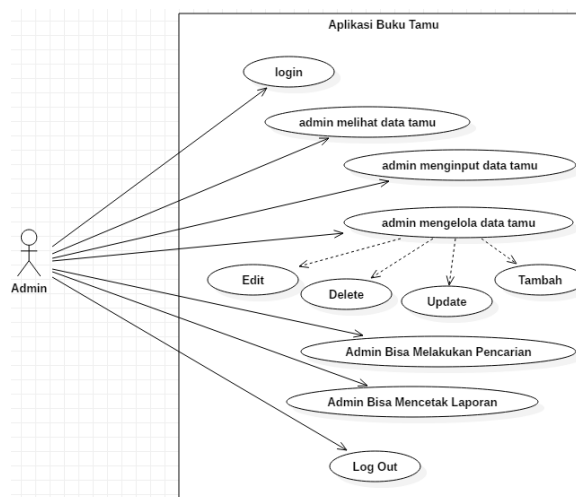 Aplikasi Buku Tamu
login
admin melihat data tamu
admin menginput data tamu
admin mengelola data tamu
Edit
Delete
Update
Tambah
Admin
Admin Bisa Melakukan Pencarian
Admin Bisa Mencetak Laporan
Log Out